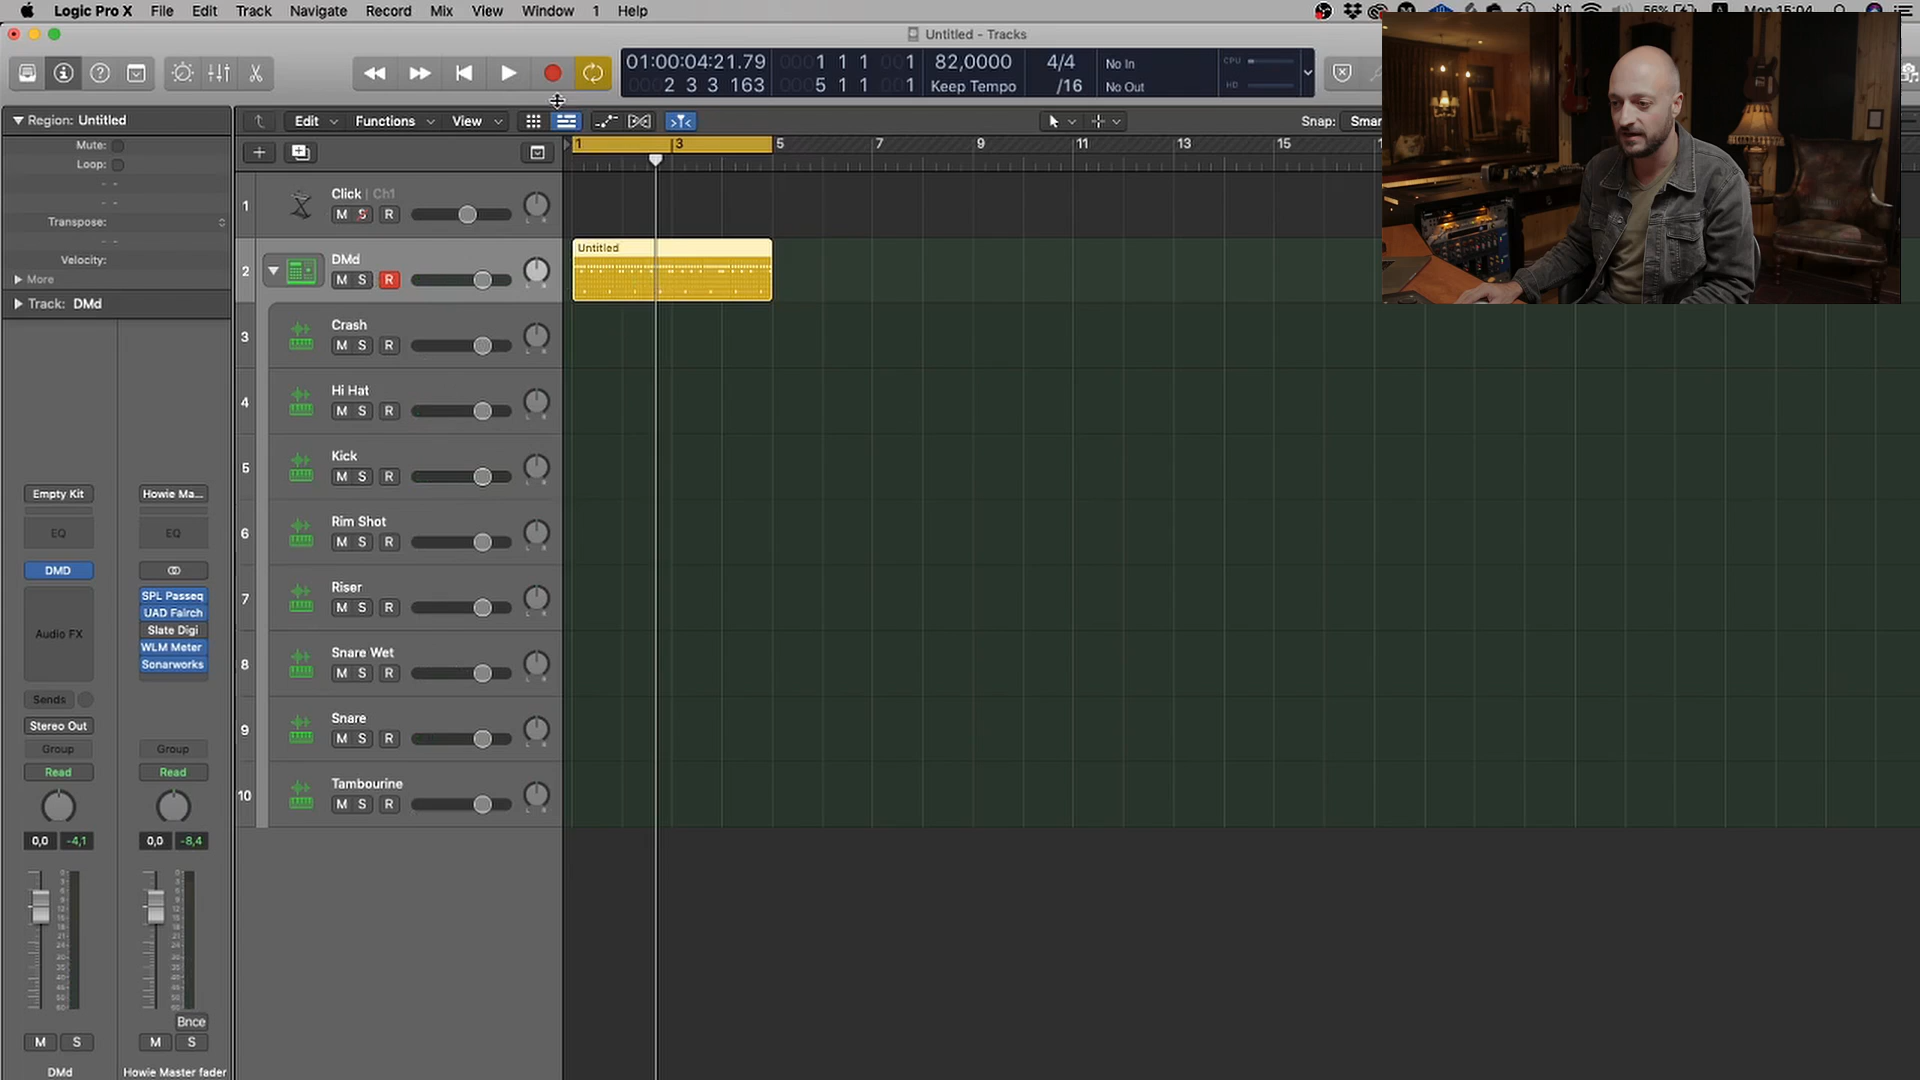 Logic Pro X File Edit Track Navigate Record Mix View Window 1 Help
56% Mon 15:04
Untitled - Tracks
01:00:04:21.79
2 3 3 163
1 1 1 1
5 1 1 1
82,0000
Keep Tempo
4/4
/16
No In
No Out
CPU
HD
Region: Untitled
Mute:
Loop:
Transpose:
Velocity:
More
Track: DMd
Edit Functions View
Snap: Smar
1 3 5 7 9 11 13 15
1 Click | Ch1
M S R
2 DMd
M S R
Untitled
3 Crash
M S R
4 Hi Hat
M S R
5 Kick
M S R
6 Rim Shot
M S R
7 Riser
M S R
8 Snare Wet
M S R
9 Snare
M S R
10 Tambourine
M S R
Empty Kit
EQ
DMD
Audio FX
Sends
Stereo Out
Group
Read
0,0 -4,1
M S
DMd
Howie Ma...
EQ
SPL Passeq
UAD Fairch
Slate Digi
WLM Meter
Sonarworks
Group
Read
0,0 -8,4
Bnce
M S
Howie Master fader